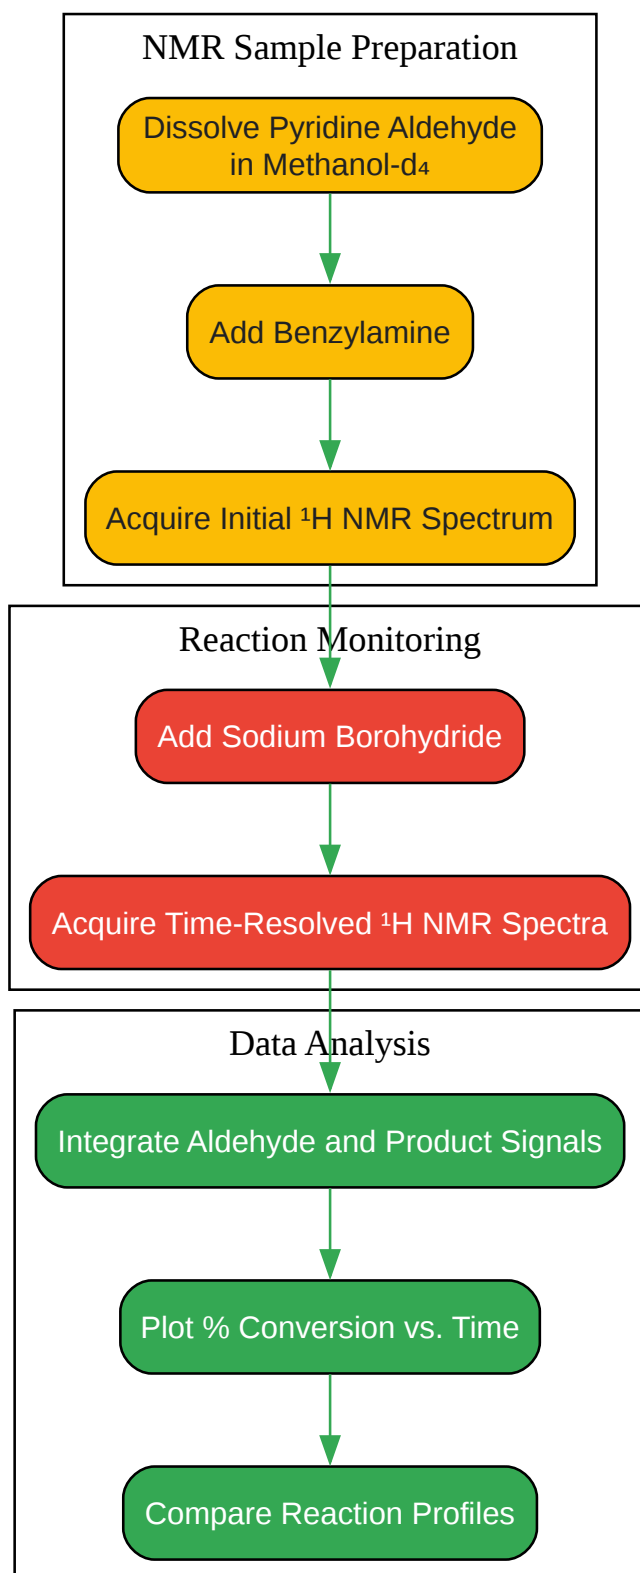 NMR Sample Preparation
Dissolve Pyridine Aldehyde
in Methanol-d₄
Add Benzylamine
Acquire Initial ¹H NMR Spectrum
Reaction Monitoring
Add Sodium Borohydride
Acquire Time-Resolved ¹H NMR Spectra
Data Analysis
Integrate Aldehyde and Product Signals
Plot % Conversion vs. Time
Compare Reaction Profiles